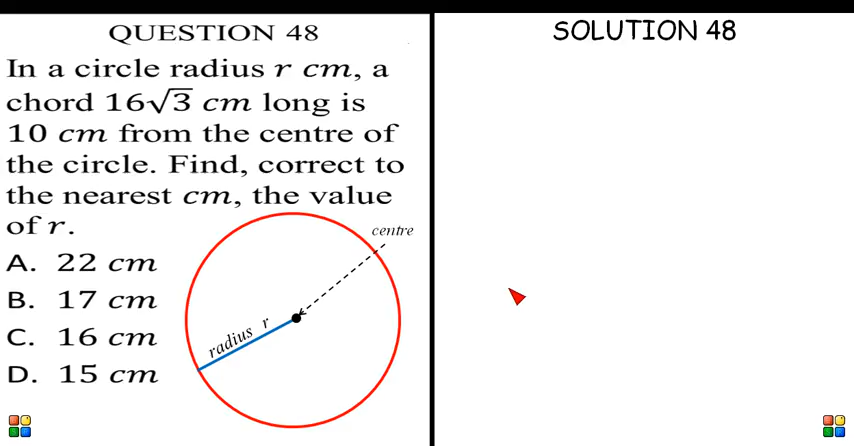 QUESTION 48
In a circle radius r cm, a
chord 16√3 cm long is
10 cm from the centre of
the circle. Find, correct to
the nearest cm, the value
of r.
A. 22 cm
B. 17 cm
C. 16 cm
D. 15 cm
centre
radius r
SOLUTION 48